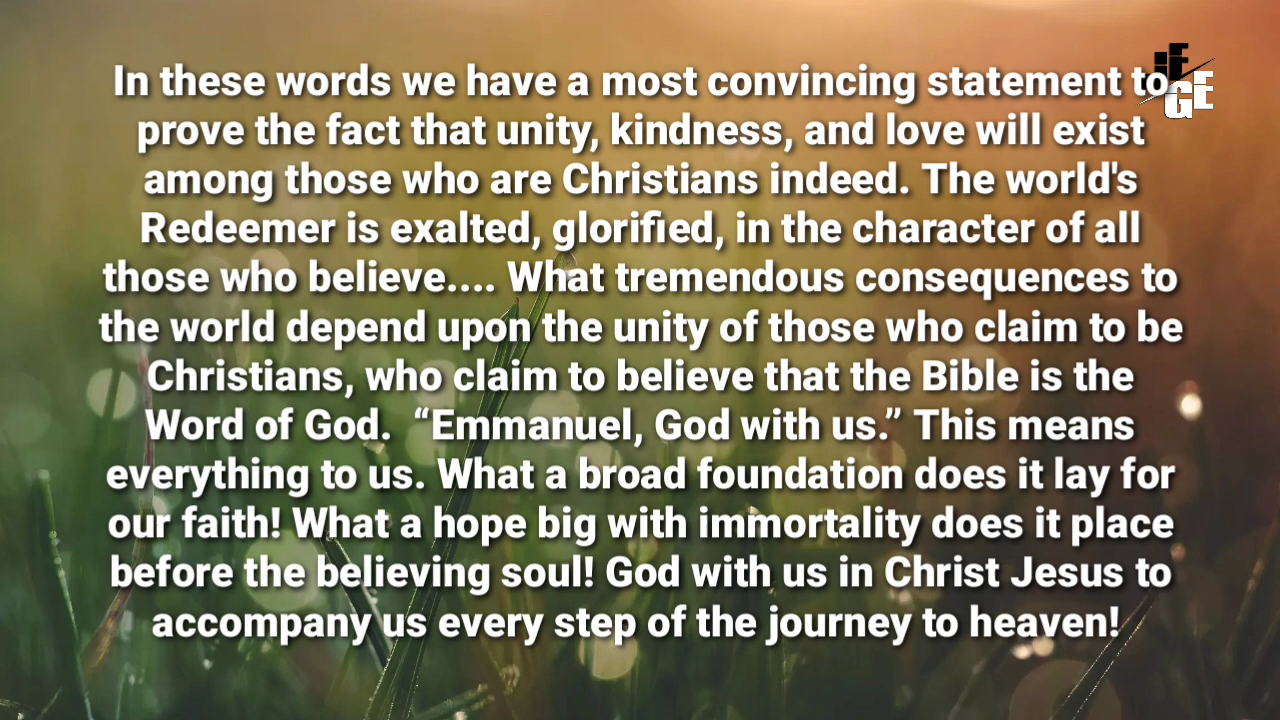 In these words we have a most convincing statement to
prove the fact that unity, kindness, and love will exist
among those who are Christians indeed. The world's
Redeemer is exalted, glorified, in the character of all
those who believe.... What tremendous consequences to
the world depend upon the unity of those who claim to be
Christians, who claim to believe that the Bible is the
Word of God. “Emmanuel, God with us.” This means
everything to us. What a broad foundation does it lay for
our faith! What a hope big with immortality does it place
before the believing soul! God with us in Christ Jesus to
accompany us every step of the journey to heaven!